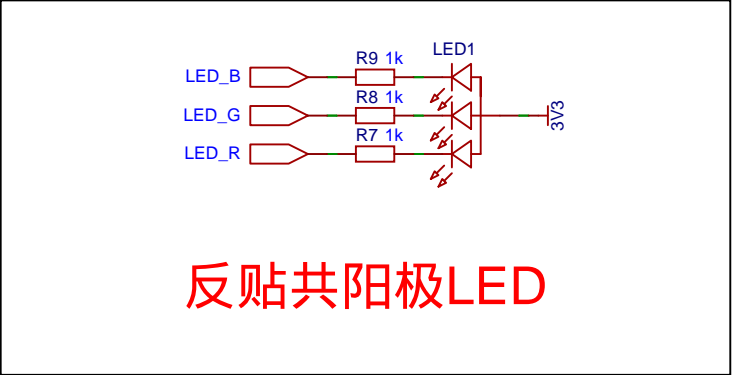 LED1
R9 1k
LED_B
R8 1k
LED_G
3V3
R7 1k
LED_R
反贴共阳极LED